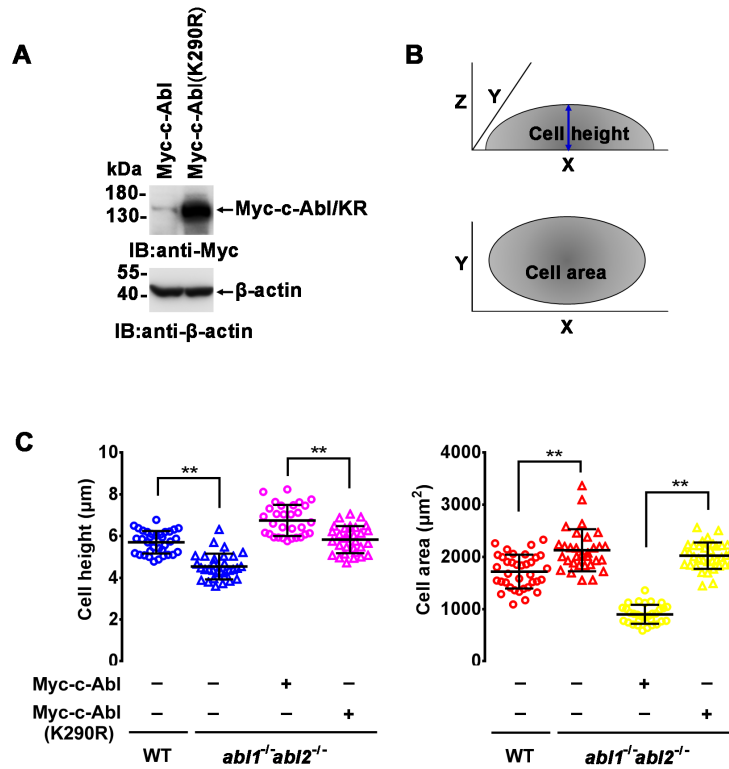 A
Myc-c-Abl
Myc-c-Abl(K290R)
kDa
180-
130-
Myc-c-Abl/KR
IB:anti-Myc
55-
40-
β-actin
IB:anti-β-actin
B
Z
Y
Cell height
X
Y
Cell area
X
C
Cell height (μm)
10
8
6
4
2
0
**
**
Cell area (μm²)
4000
3000
2000
1000
0
**
**
Myc-c-Abl − − + − − − + −
Myc-c-Abl (K290R) − − − + − − − +
WT abl1⁻/⁻abl2⁻/⁻ WT abl1⁻/⁻abl2⁻/⁻